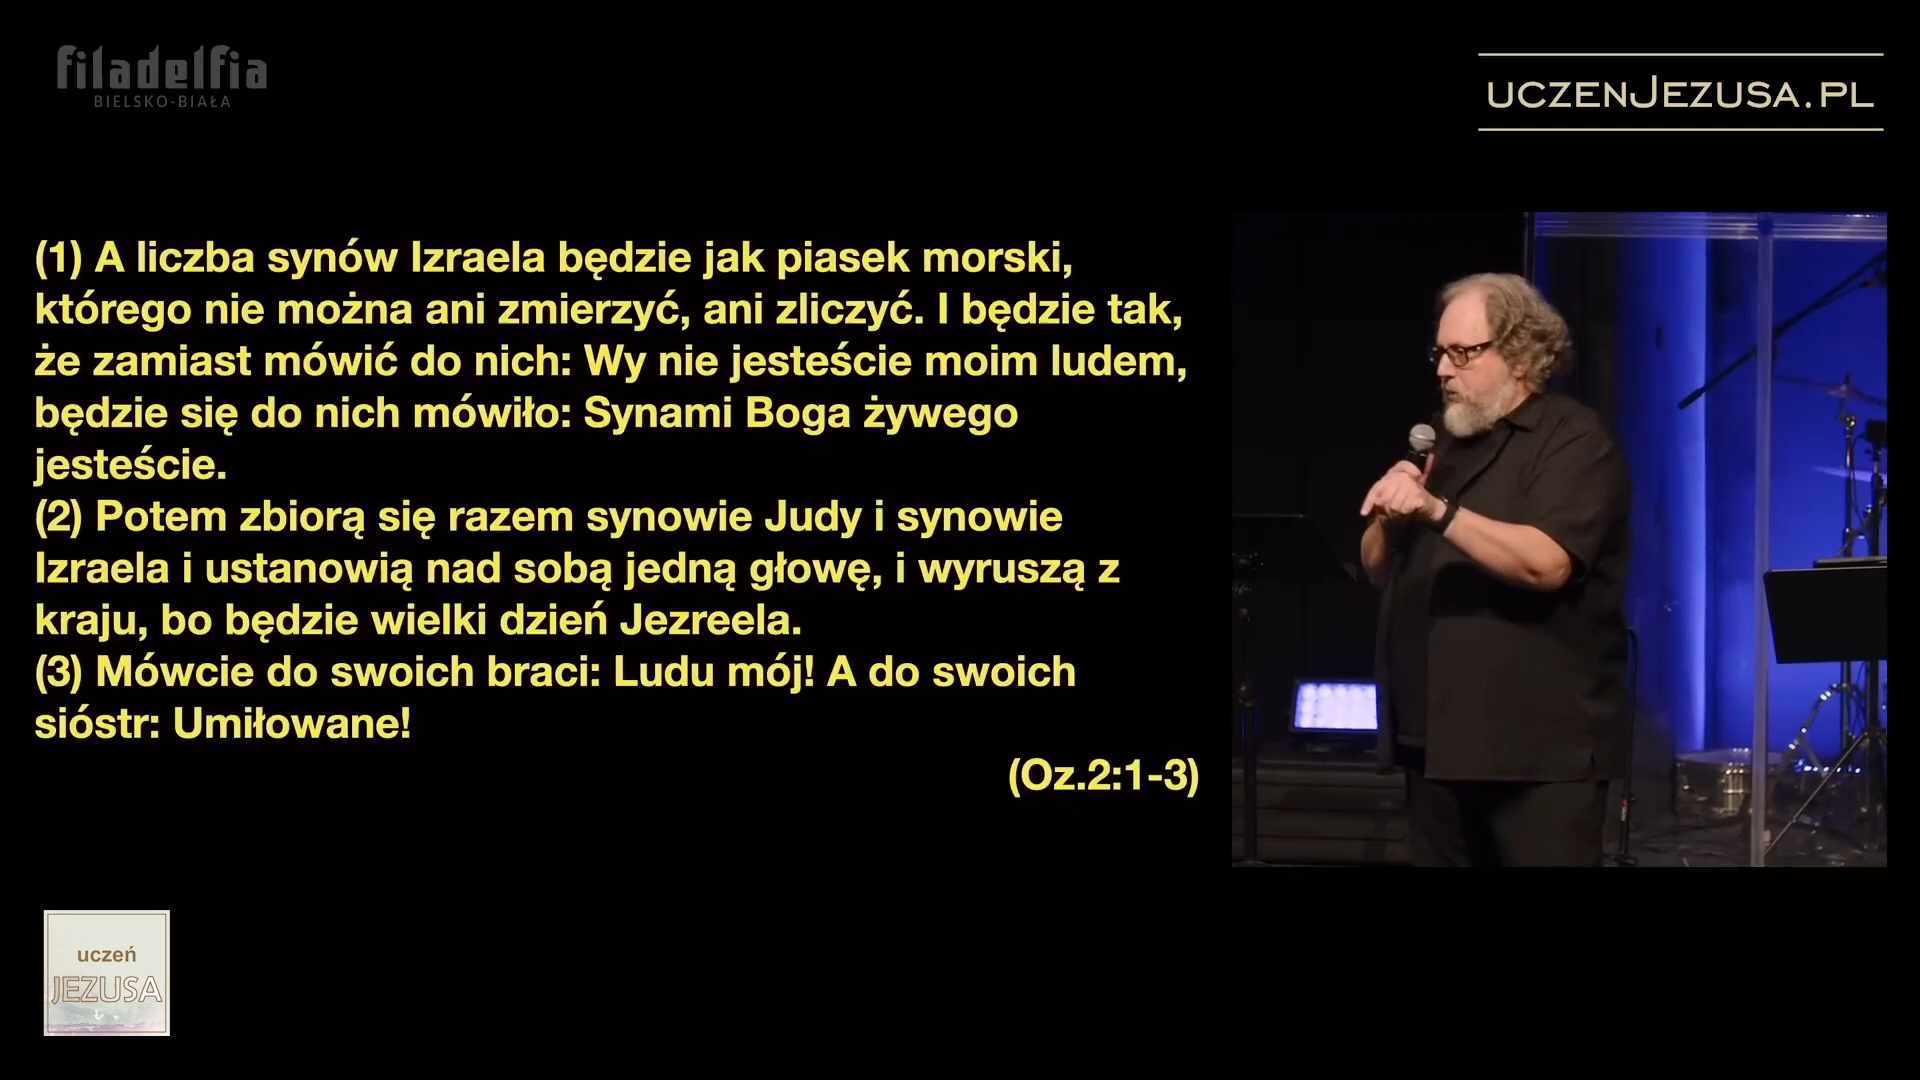 filadelfia
BIELSKO-BIAŁA
UCZENJEZUSA.PL
(1) A liczba synów Izraela będzie jak piasek morski,
którego nie można ani zmierzyć, ani zliczyć. I będzie tak,
że zamiast mówić do nich: Wy nie jesteście moim ludem,
będzie się do nich mówiło: Synami Boga żywego
jesteście.
(2) Potem zbiorą się razem synowie Judy i synowie
Izraela i ustanowią nad sobą jedną głowę, i wyruszą z
kraju, bo będzie wielki dzień Jezreela.
(3) Mówcie do swoich braci: Ludu mój! A do swoich
sióstr: Umiłowane!
(Oz.2:1-3)
uczeń
JEZUSA